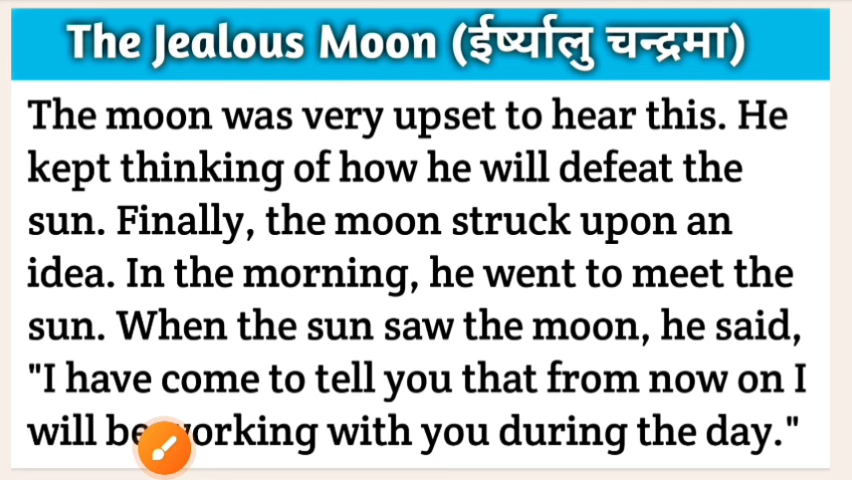 The Jealous Moon (ईर्ष्यालु चन्द्रमा)
The moon was very upset to hear this. He
kept thinking of how he will defeat the
sun. Finally, the moon struck upon an
idea. In the morning, he went to meet the
sun. When the sun saw the moon, he said,
"I have come to tell you that from now on I
will be working with you during the day."